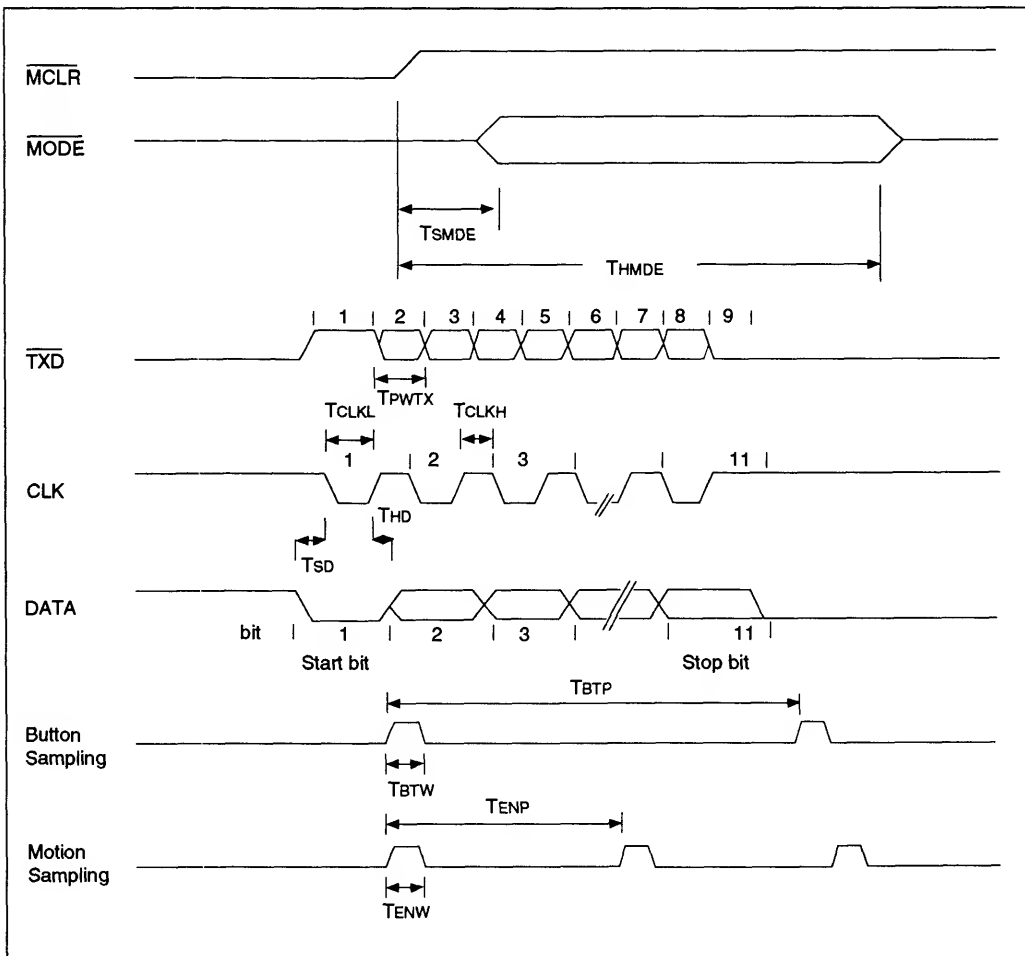 MCLR
MODE
TSMDE
THMDE
1 2 3 4 5 6 7 8 9
TXD
TPWTX
TCLKL TCLKH
1 2 3 11
CLK
THD
TSD
DATA
bit 1 2 3 11
Start bit Stop bit
TBTP
Button
Sampling
TBTW
TENP
Motion
Sampling
TENW